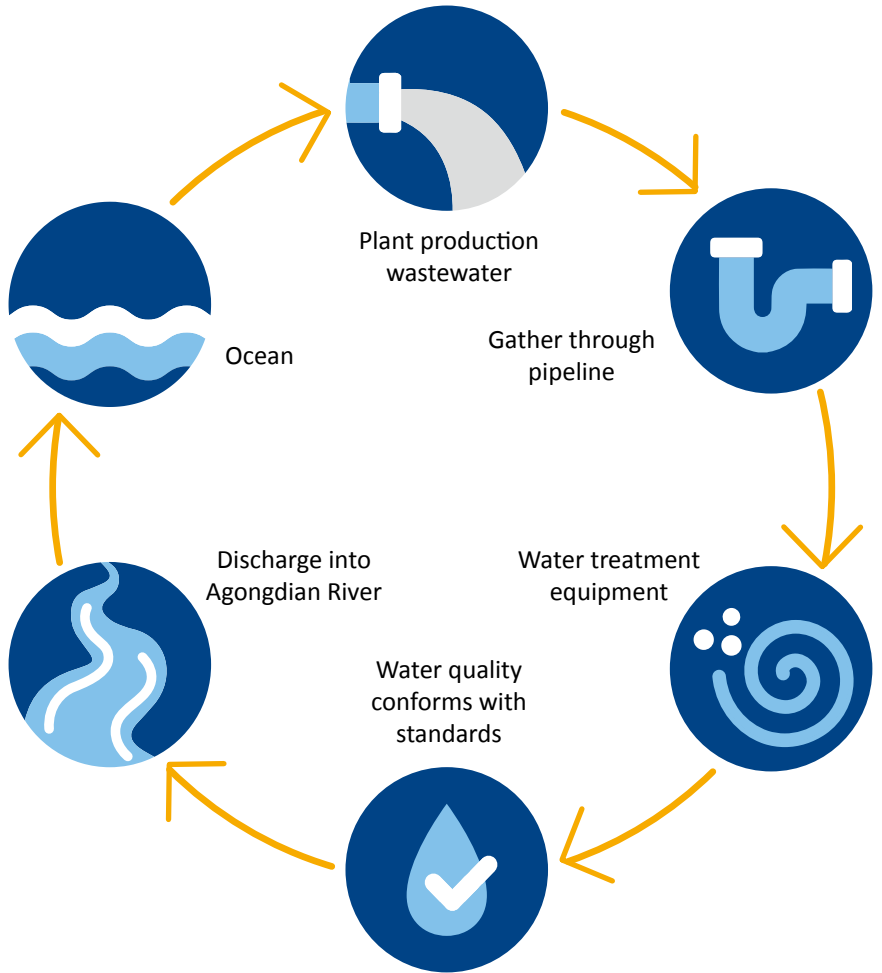 Plant production
wastewater
Gather through
pipeline
Water treatment
equipment
Water quality
conforms with
standards
Discharge into
Agongdian River
Ocean